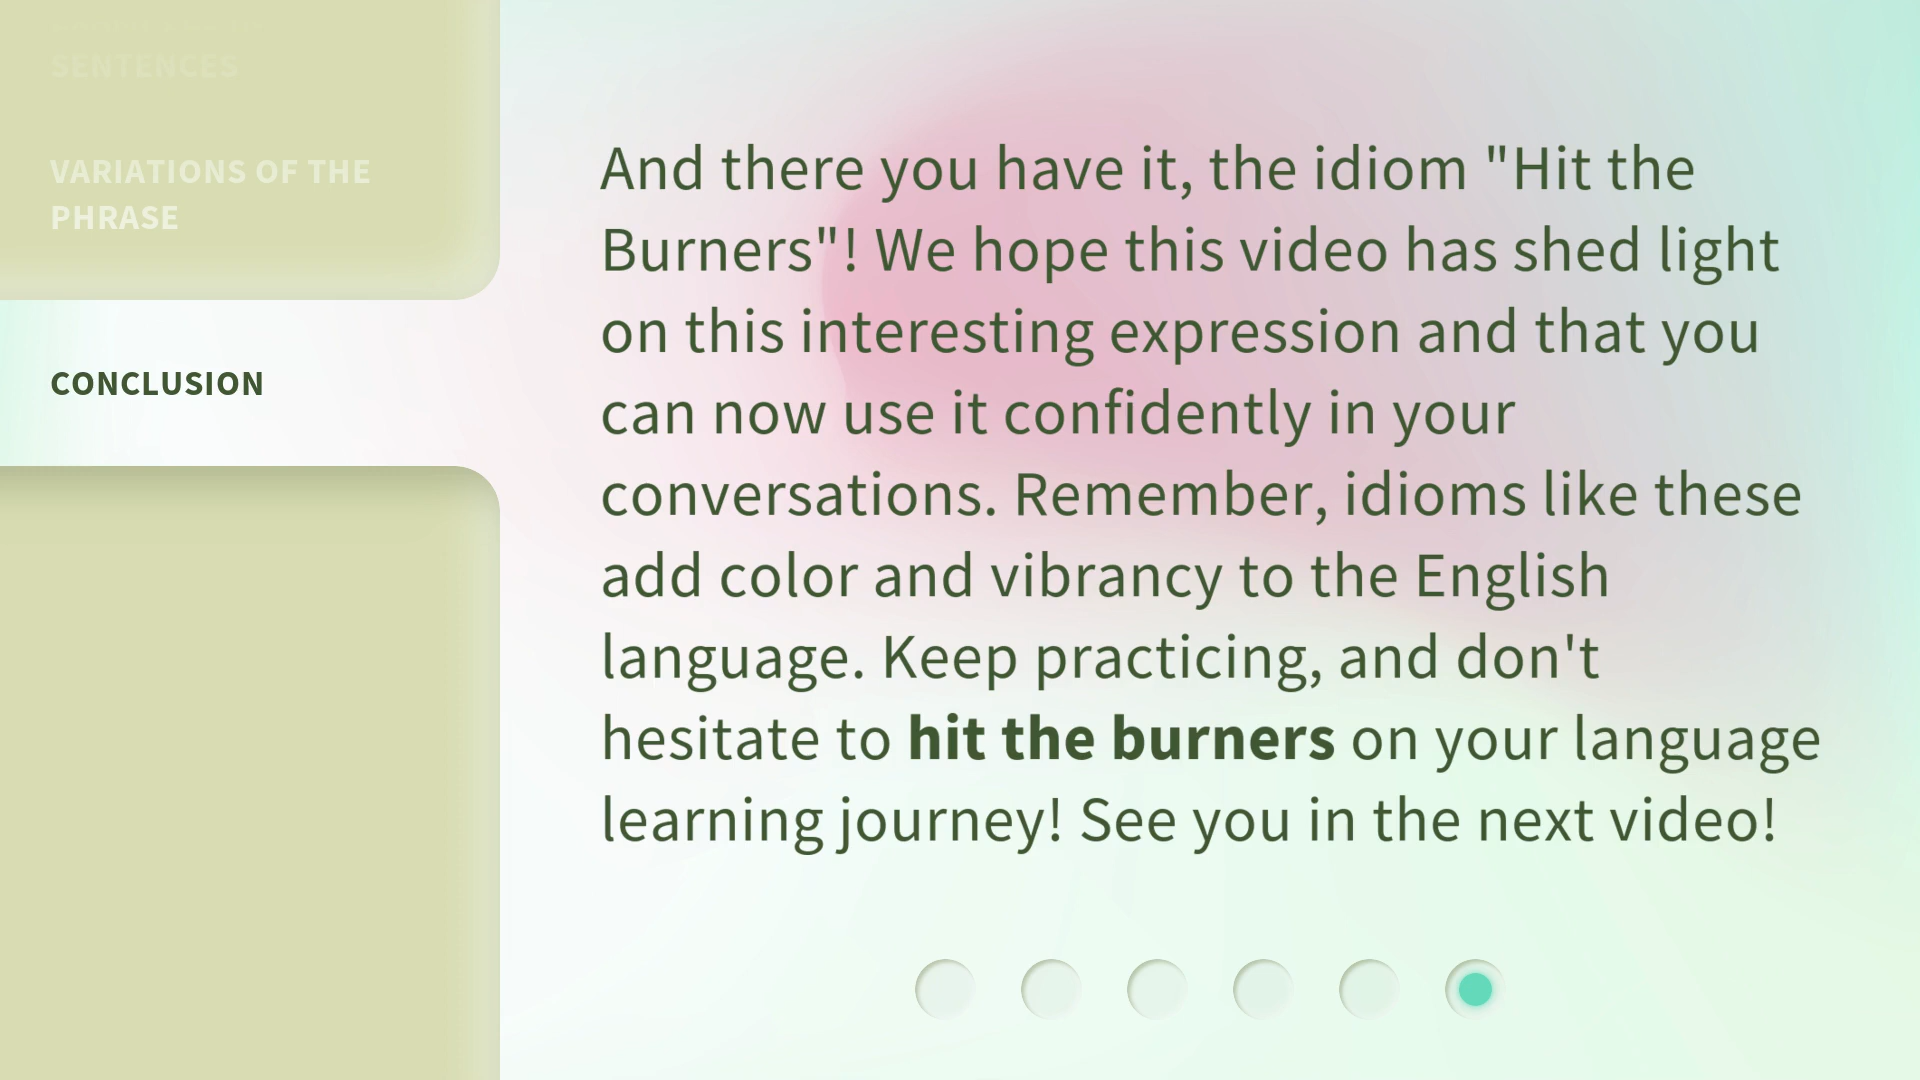 SENTENCES
VARIATIONS OF THE
PHRASE
CONCLUSION
And there you have it, the idiom "Hit the
Burners"! We hope this video has shed light
on this interesting expression and that you
can now use it confidently in your
conversations. Remember, idioms like these
add color and vibrancy to the English
language. Keep practicing, and don't
hesitate to hit the burners on your language
learning journey! See you in the next video!